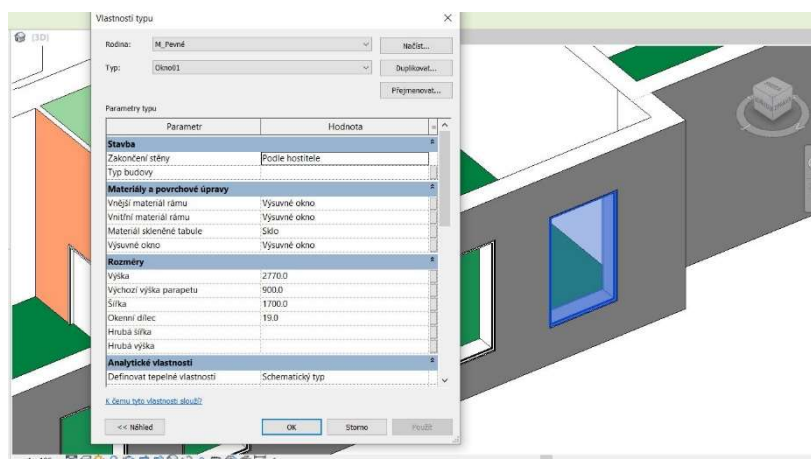 Vlastnosti typu
{3D}
Rodina: M_Pevné Načíst...
Typ: Okno01 Duplikovat...
Přejmenovat...
Parametry typu
Parametr Hodnota =
Stavba
Zakončení stěny Podle hostitele
Typ budovy
Materiály a povrchové úpravy
Vnější materiál rámu Výsuvné okno
Vnitřní materiál rámu Výsuvné okno
Materiál skleněné tabule Sklo
Výsuvné okno Výsuvné okno
Rozměry
Výška 2770.0
Výchozí výška parapetu 900.0
Šířka 1700.0
Okenní dílec 19.0
Hrubá šířka
Hrubá výška
Analytické vlastnosti
Definovat tepelné vlastnosti Schematický typ
K čemu tyto vlastnosti slouží?
<< Náhled OK Storno Použít